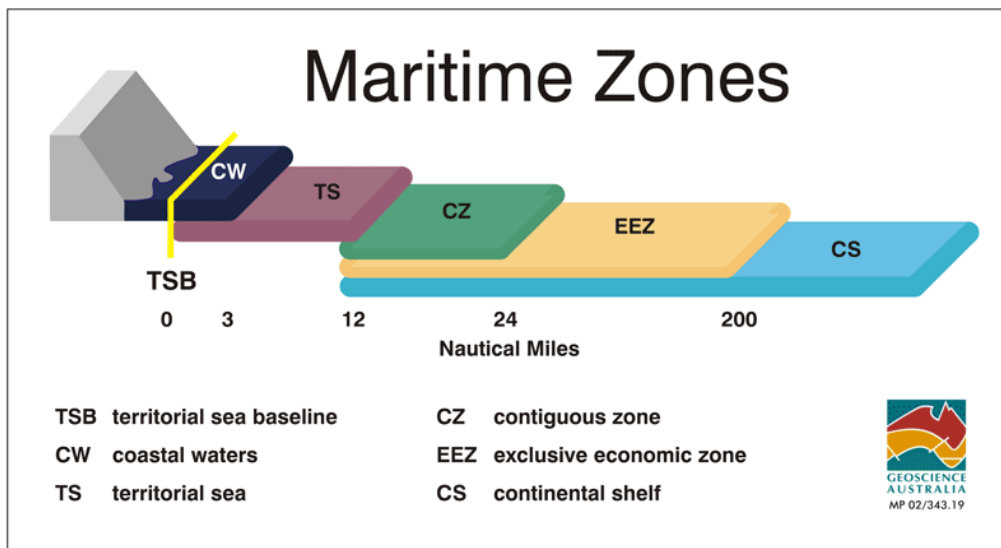 Maritime Zones
CW
TS
CZ
EEZ
CS
TSB
0 3 12 24 200
Nautical Miles
TSB territorial sea baseline
CW coastal waters
TS territorial sea
CZ contiguous zone
EEZ exclusive economic zone
CS continental shelf
GEOSCIENCE
AUSTRALIA
MP 02/343.19